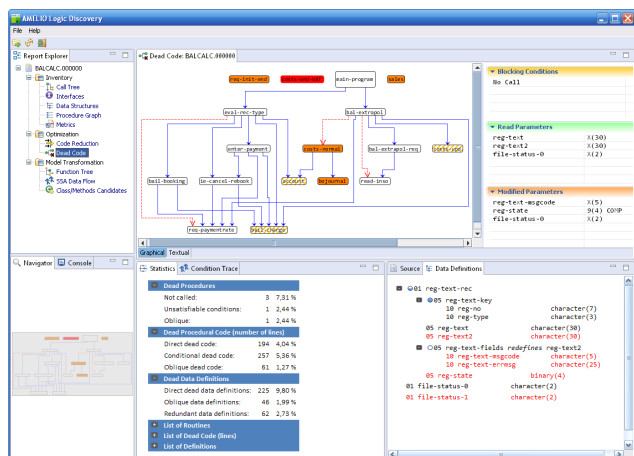 AMELIO Logic Discovery
File Help
Report Explorer
BALCALC.000000
Inventory
Call Tree
Interfaces
Data Structures
Procedure Graph
Metrics
Optimization
Code Reduction
Dead Code
Model Transformation
Function Tree
SSA Data Flow
Class/Methods Candidates
Navigator Console
Dead Code: BALCALC.000000
main-program sales
eval-rec-type bal-extrapol
enter-payment costs-normal bal-extrapol-req
bail-booking io-cancel-rebook account bojournal read-inso
req-paymentrate
Graphical Textual
Blocking Conditions
No Call
Read Parameters
reg-text X(30)
reg-text2 X(30)
file-status-0 X(2)
Modified Parameters
reg-text-msgcode X(5)
reg-state 9(4) COMP
file-status-0 X(2)
Statistics Condition Trace
Dead Procedures
Not called: 3 7,31 %
Unsatisfiable conditions: 1 2,44 %
Oblique: 1 2,44 %
Dead Procedural Code (number of lines)
Direct dead code: 194 4,04 %
Conditional dead code: 257 5,36 %
Oblique dead code: 61 1,27 %
Dead Data Definitions
Direct dead data definitions: 225 9,80 %
Oblique data definitions: 46 1,99 %
Redundant data definitions: 62 2,73 %
List of Routines
List of Dead Code (lines)
List of Definitions
Source Data Definitions
01 reg-text-rec
05 reg-text-key
10 reg-no character(7)
10 reg-type character(3)
05 reg-text character(30)
05 reg-text2 character(30)
05 reg-text-fields redefines reg-text2
10 reg-text-msgcode character(5)
10 reg-text-errmsg character(25)
05 reg-state binary(4)
01 file-status-0 character(2)
01 file-status-1 character(2)